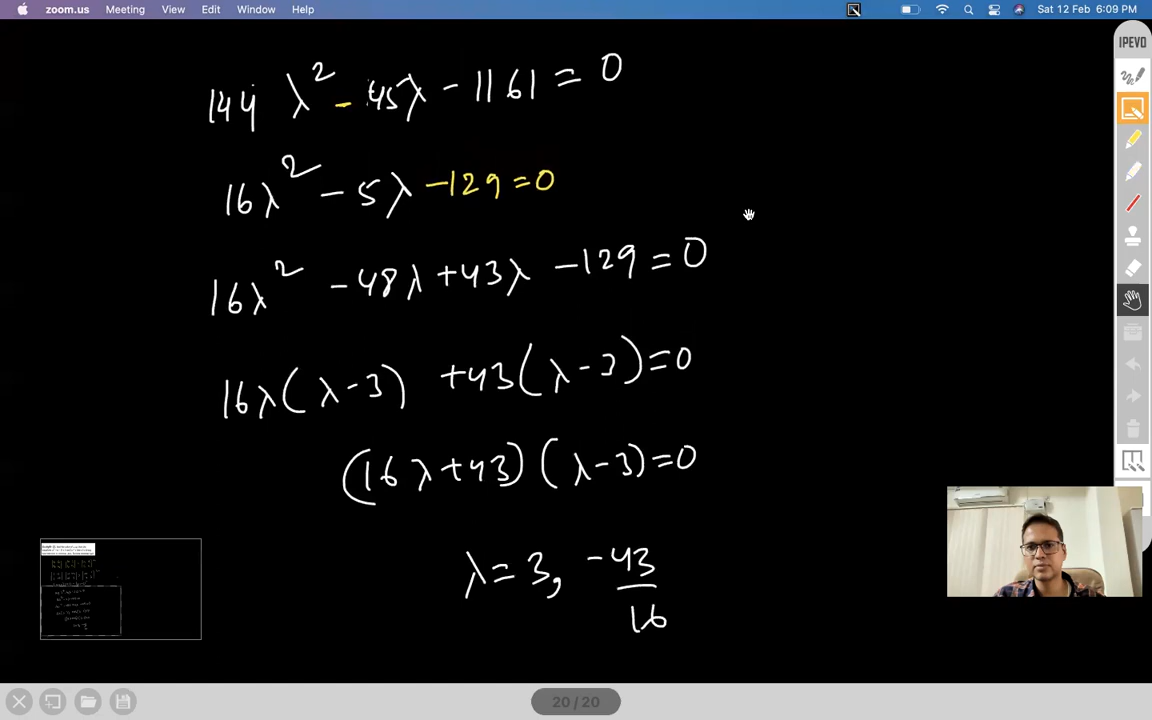 zoom.us Meeting View Edit Window Help Sat 12 Feb 6:09 PM
IPEVO
144 λ² - 45λ - 1161 = 0
16λ² - 5λ - 129 = 0
16λ² - 48λ + 43λ - 129 = 0
16λ(λ - 3) + 43(λ - 3) = 0
(16λ + 43)(λ - 3) = 0
λ = 3, -43/16
20 / 20